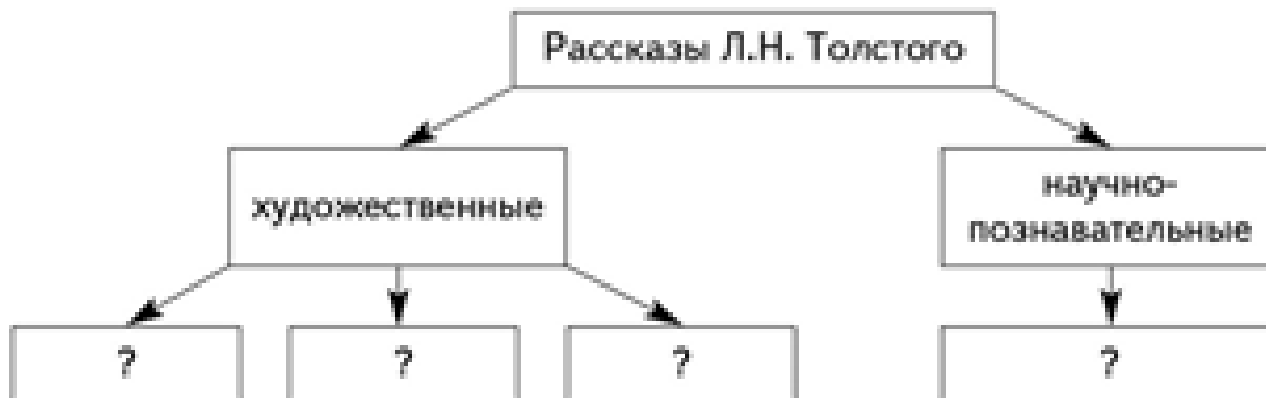 Рассказы Л.Н. Толстого
художественные
научно-
познавательные
? ? ? ?